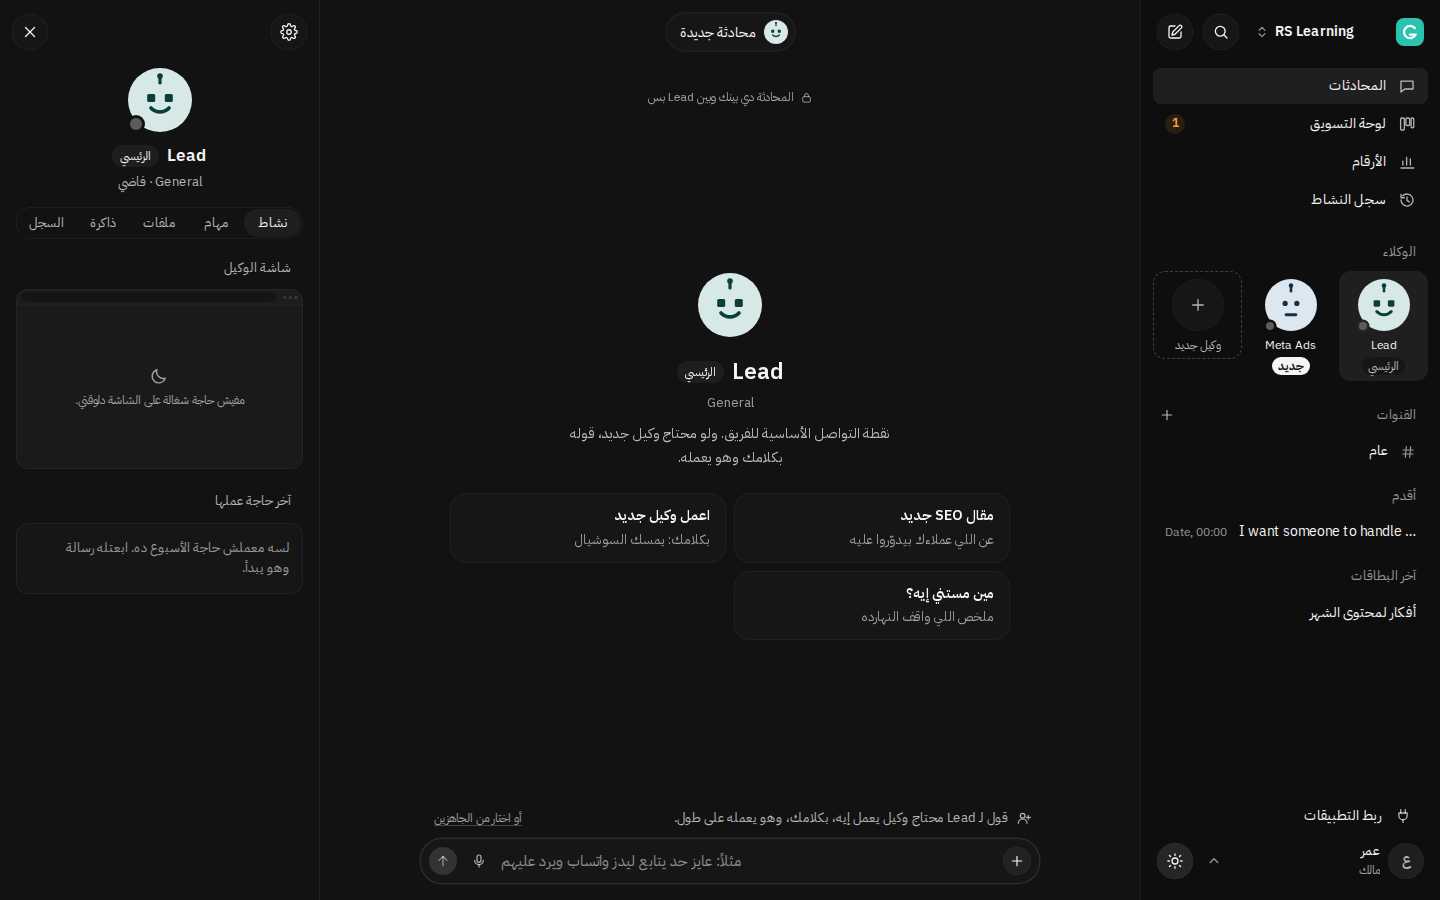 RS Learning
المحادثات
لوحة التسويق
1
الأرقام
سجل النشاط
الوكلاء
Lead
الرئيسي
Meta Ads
جديد
وكيل جديد
القنوات
عام
أقدم
I want someone to handle ...
Date, 00:00
آخر البطاقات
أفكار لمحتوى الشهر
ربط التطبيقات
ع
عمر
مالك
محادثة جديدة
المحادثة دي بينك وبين Lead بس
Lead الرئيسي
General
نقطة التواصل الأساسية للفريق. ولو محتاج وكيل جديد، قوله
بكلامك وهو يعمله.
مقال SEO جديد
عن اللي عملاءك بيدوّروا عليه
اعمل وكيل جديد
بكلامك: يمسك السوشيال
مين مستني إيه؟
ملخص اللي واقف النهارده
قول لـ Lead محتاج وكيل يعمل إيه، بكلامك، وهو يعمله على طول.
أو اختار من الجاهزين
مثلاً: عايز حد يتابع ليدز واتساب ويرد عليهم
Lead الرئيسي
General · فاضي
نشاط
مهام
ملفات
ذاكرة
السجل
شاشة الوكيل
مفيش حاجة شغالة على الشاشة دلوقتي.
آخر حاجة عملها
لسه معملش حاجة الأسبوع ده. ابعتله رسالة
وهو يبدأ.